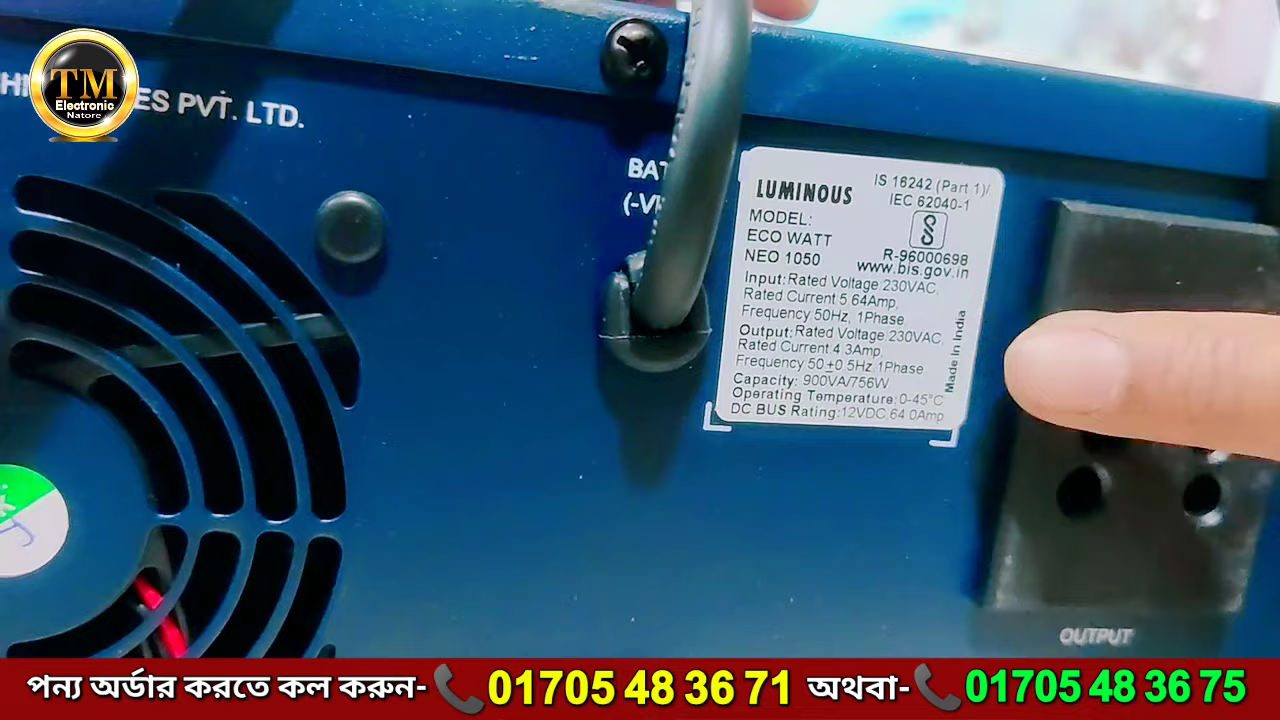 TM
Electronic
Natore
ES PVT. LTD.
LUMINOUS
IS 16242 (Part 1)/
IEC 62040-1
MODEL:
ECO WATT
NEO 1050
R-96000698
www.bis.gov.in
Input: Rated Voltage 230VAC,
Rated Current 5.64Amp,
Frequency 50Hz, 1Phase
Output: Rated Voltage 230VAC,
Rated Current 4.3Amp,
Frequency 50±0.5Hz 1Phase
Capacity: 900VA/756W
Operating Temperature: 0-45°C
DC BUS Rating: 12VDC, 64.0Amp
Made in India
OUTPUT
পন্য অর্ডার করতে কল করুন- 01705 48 36 71 অথবা- 01705 48 36 75